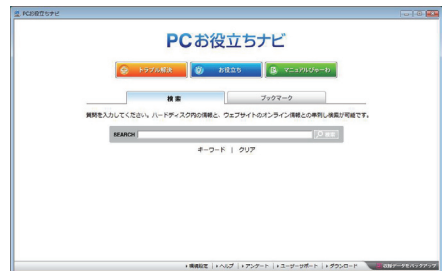 PCお役立ちナビ
PCお役立ちナビ
トラブル解決
お役立ち
マニュアルびゅーわ
検索
ブックマーク
質問を入力してください。ハードディスク内の情報と、ウェブサイトのオンライン情報との串刺し検索が可能です。
SEARCH
検索
キーワード | クリア
環境設定 ヘルプ アンケート ユーザーサポート ダウンロード